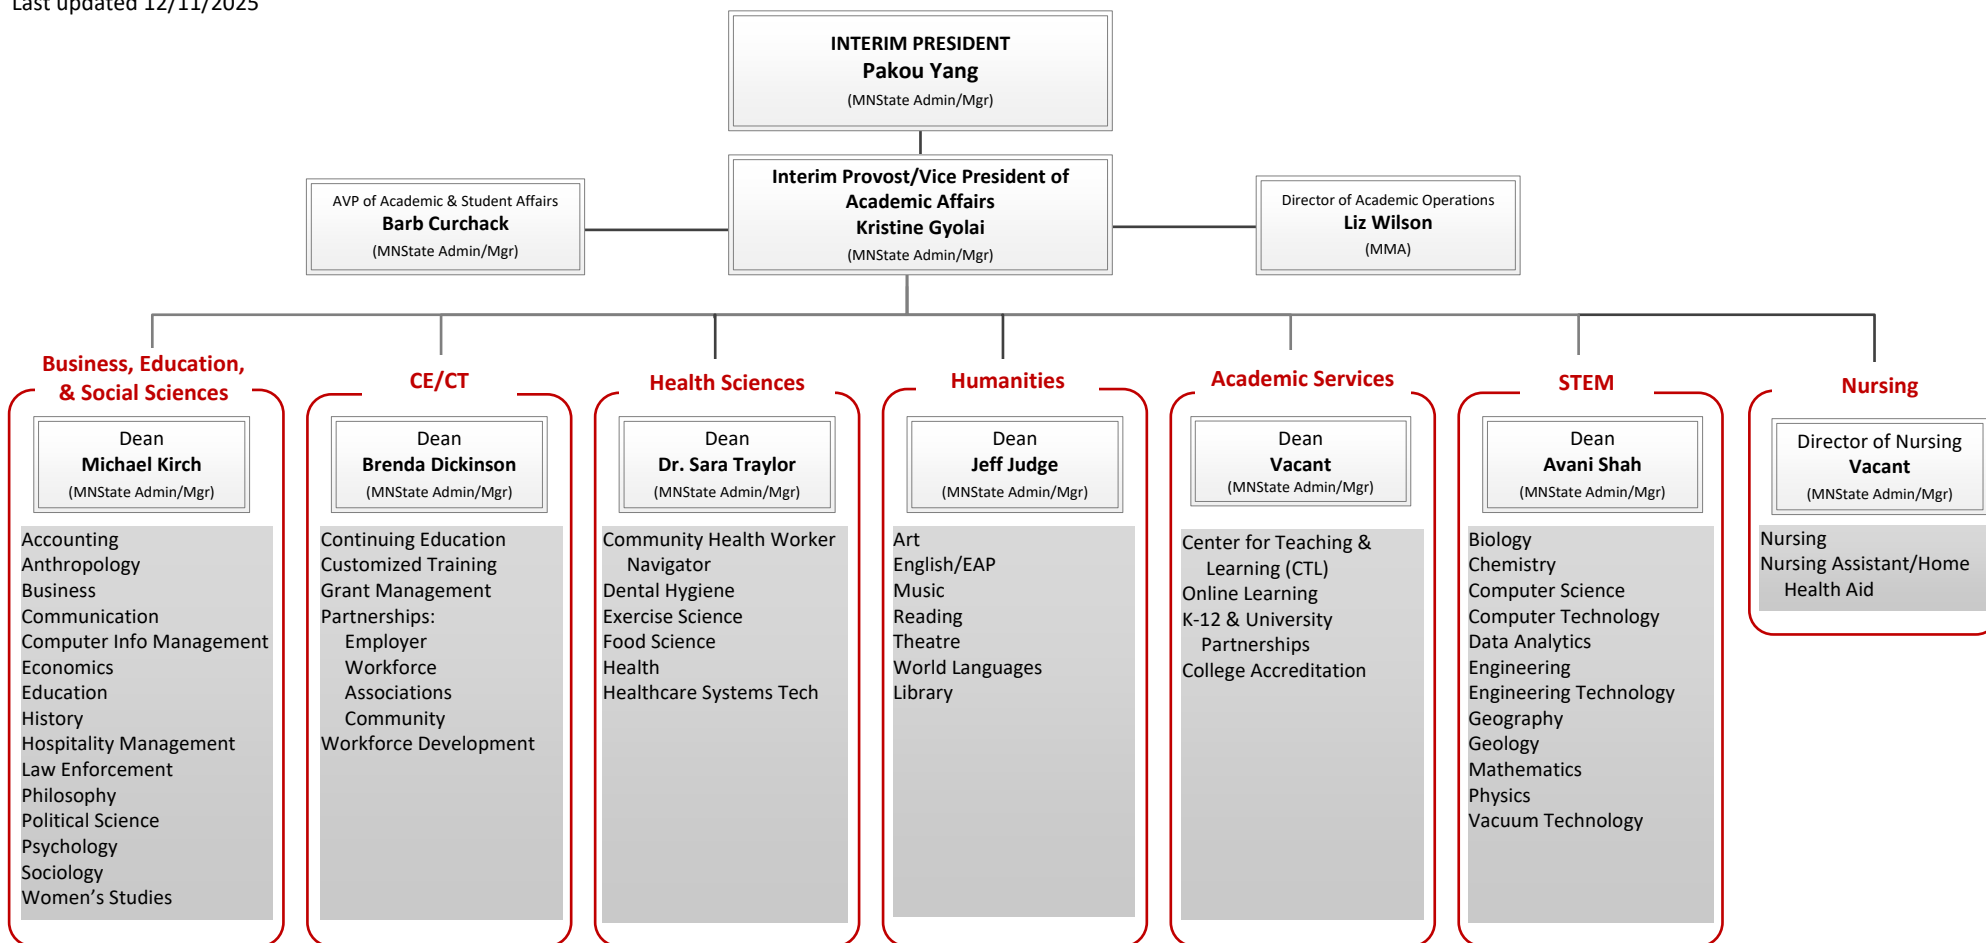 Last updated 12/11/2025
INTERIM PRESIDENT
Pakou Yang
(MNState Admin/Mgr)
AVP of Academic & Student Affairs
Barb Curchack
(MNState Admin/Mgr)
Interim Provost/Vice President of
Academic Affairs
Kristine Gyolai
(MNState Admin/Mgr)
Director of Academic Operations
Liz Wilson
(MMA)
Business, Education,
& Social Sciences
Dean
Michael Kirch
(MNState Admin/Mgr)
Accounting
Anthropology
Business
Communication
Computer Info Management
Economics
Education
History
Hospitality Management
Law Enforcement
Philosophy
Political Science
Psychology
Sociology
Women’s Studies
CE/CT
Dean
Brenda Dickinson
(MNState Admin/Mgr)
Continuing Education
Customized Training
Grant Management
Partnerships:
Employer
Workforce
Associations
Community
Workforce Development
Health Sciences
Dean
Dr. Sara Traylor
(MNState Admin/Mgr)
Community Health Worker
Navigator
Dental Hygiene
Exercise Science
Food Science
Health
Healthcare Systems Tech
Humanities
Dean
Jeff Judge
(MNState Admin/Mgr)
Art
English/EAP
Music
Reading
Theatre
World Languages
Library
Academic Services
Dean
Vacant
(MNState Admin/Mgr)
Center for Teaching &
Learning (CTL)
Online Learning
K-12 & University
Partnerships
College Accreditation
STEM
Dean
Avani Shah
(MNState Admin/Mgr)
Biology
Chemistry
Computer Science
Computer Technology
Data Analytics
Engineering
Engineering Technology
Geography
Geology
Mathematics
Physics
Vacuum Technology
Nursing
Director of Nursing
Vacant
(MNState Admin/Mgr)
Nursing
Nursing Assistant/Home
Health Aid